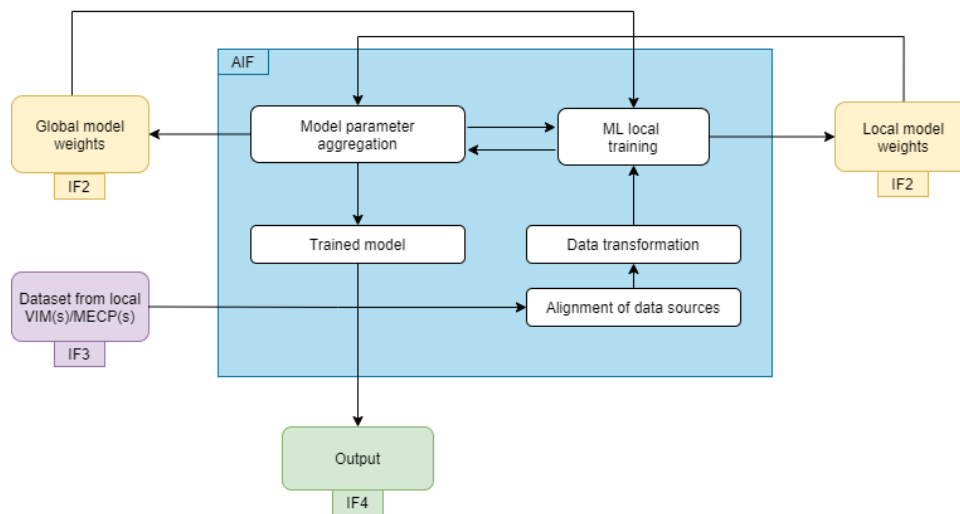 AIF
Global model
weights
IF2
Model parameter
aggregation
ML local
training
Local model
weights
IF2
Trained model
Data transformation
Dataset from local
VIM(s)/MECP(s)
IF3
Alignment of data sources
Output
IF4